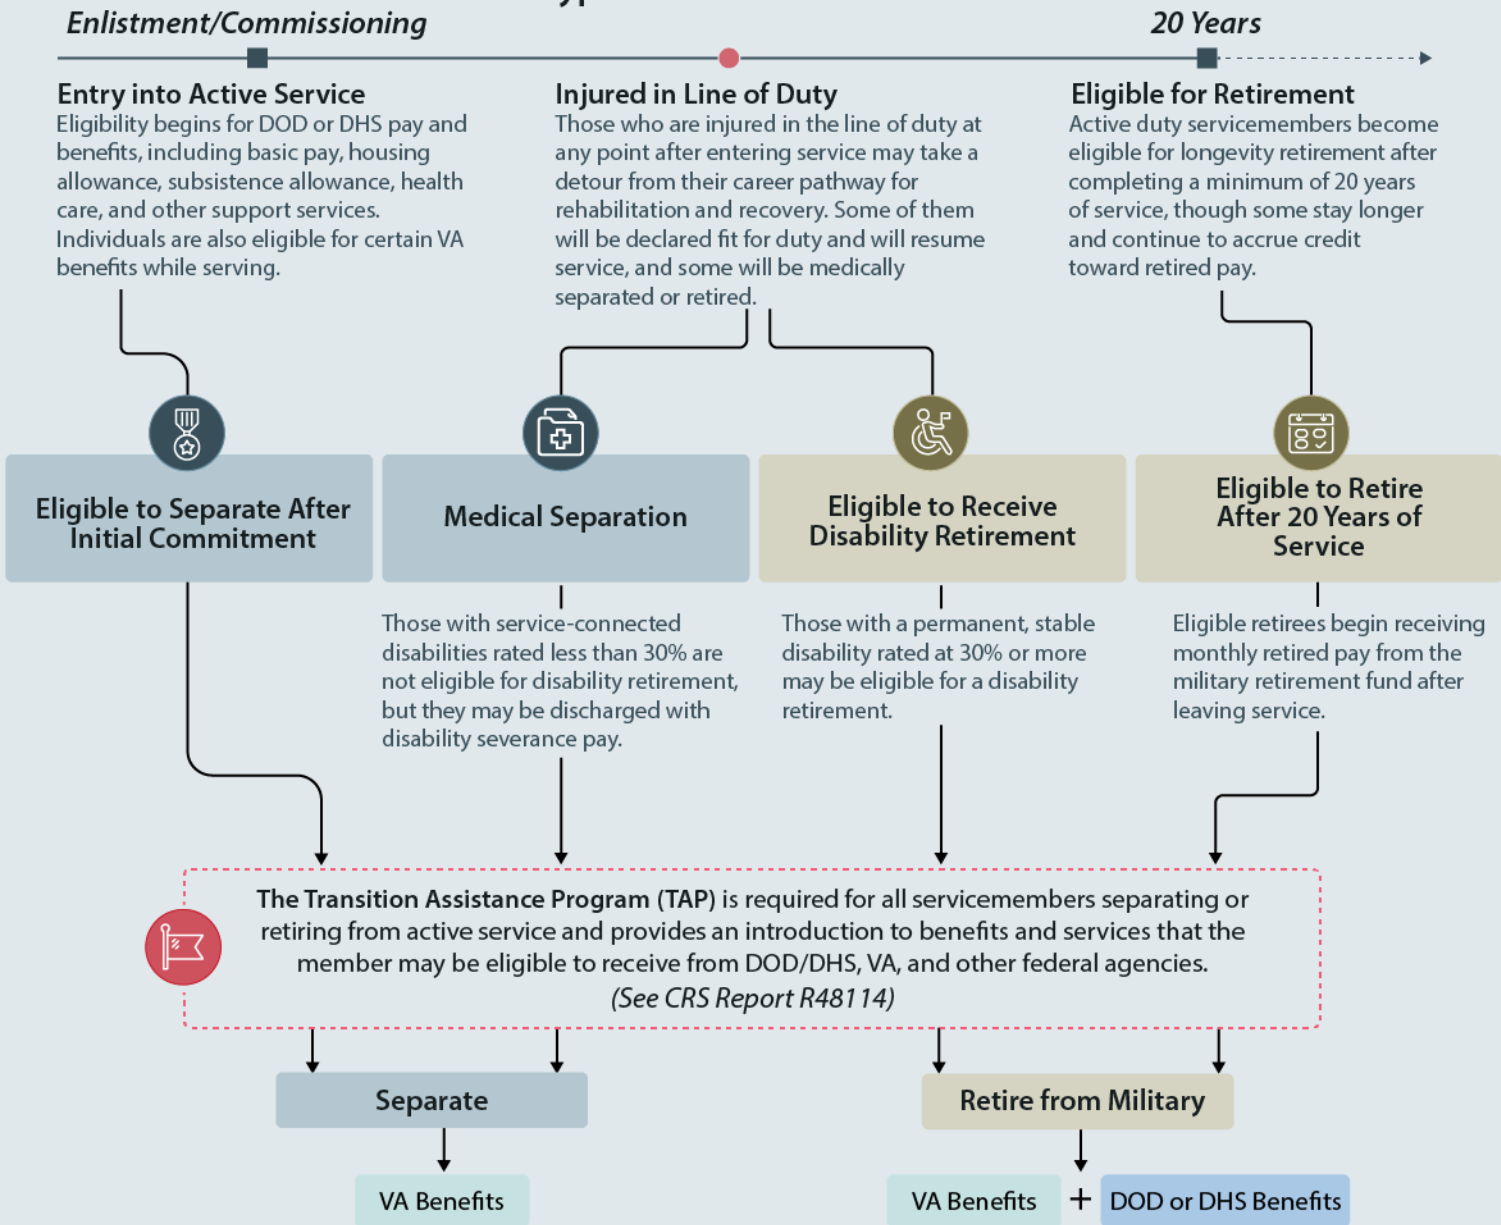 Enlistment/Commissioning
20 Years
Entry into Active Service
Eligibility begins for DOD or DHS pay and
benefits, including basic pay, housing
allowance, subsistence allowance, health
care, and other support services.
Individuals are also eligible for certain VA
benefits while serving.
Injured in Line of Duty
Those who are injured in the line of duty at
any point after entering service may take a
detour from their career pathway for
rehabilitation and recovery. Some of them
will be declared fit for duty and will resume
service, and some will be medically
separated or retired.
Eligible for Retirement
Active duty servicemembers become
eligible for longevity retirement after
completing a minimum of 20 years
of service, though some stay longer
and continue to accrue credit
toward retired pay.
Eligible to Separate After
Initial Commitment
Medical Separation
Eligible to Receive
Disability Retirement
Eligible to Retire
After 20 Years of
Service
Those with service-connected
disabilities rated less than 30% are
not eligible for disability retirement,
but they may be discharged with
disability severance pay.
Those with a permanent, stable
disability rated at 30% or more
may be eligible for a disability
retirement.
Eligible retirees begin receiving
monthly retired pay from the
military retirement fund after
leaving service.
The Transition Assistance Program (TAP) is required for all servicemembers separating or
retiring from active service and provides an introduction to benefits and services that the
member may be eligible to receive from DOD/DHS, VA, and other federal agencies.
(See CRS Report R48114)
Separate
Retire from Military
VA Benefits
VA Benefits + DOD or DHS Benefits